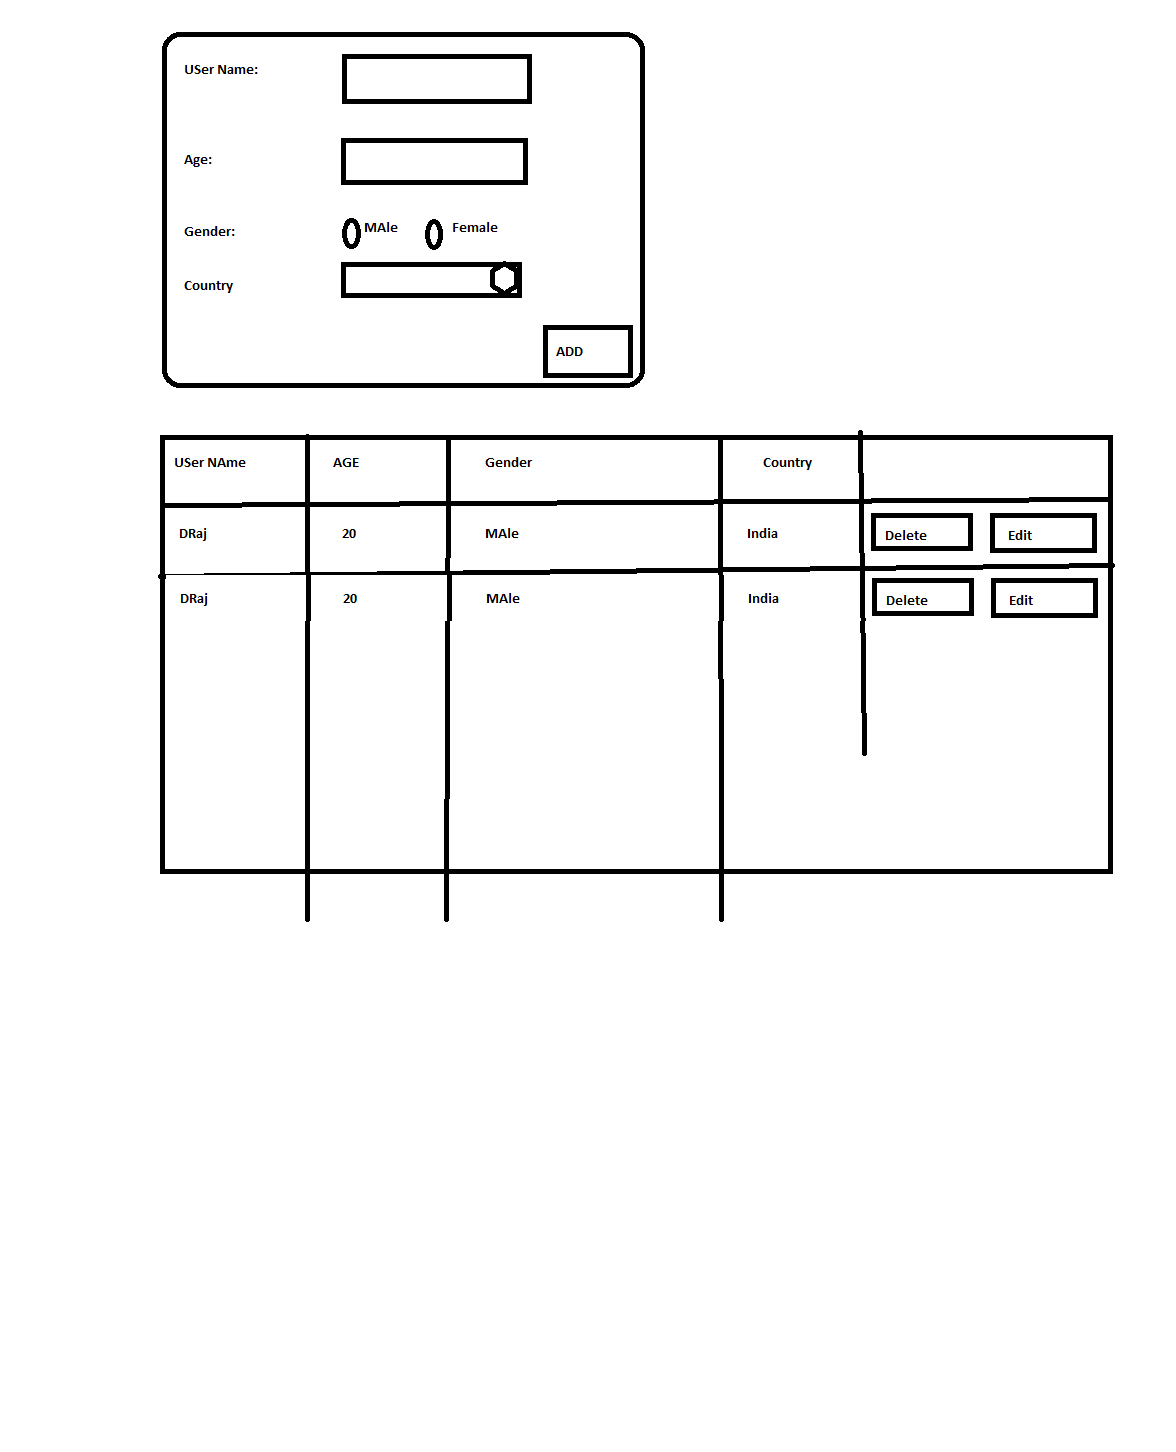 USer Name:
Age:
Gender: MAle Female
Country
ADD
USer NAme AGE Gender Country
DRaj 20 MAle India Delete Edit
DRaj 20 MAle India Delete Edit